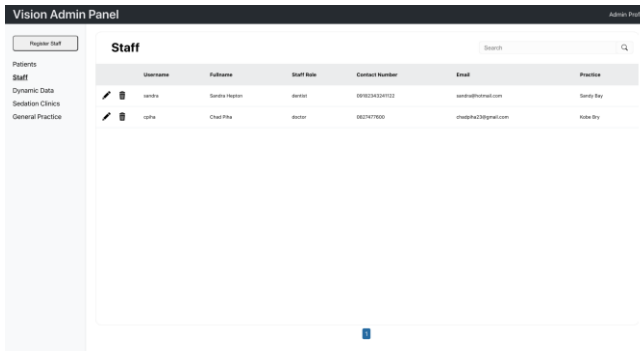 Vision Admin Panel
Admin Prof
Register Staff
Patients
Staff
Dynamic Data
Sedation Clinics
General Practice
Staff
Search
Username Fullname Staff Role Contact Number Email Practice
sandra Sandra Hepton dentist 09192343241122 sandra@hotmail.com Sandy Bay
cpiha Chad Piha doctor 0627477600 chadpiha23@gmail.com Kobe Bry
1